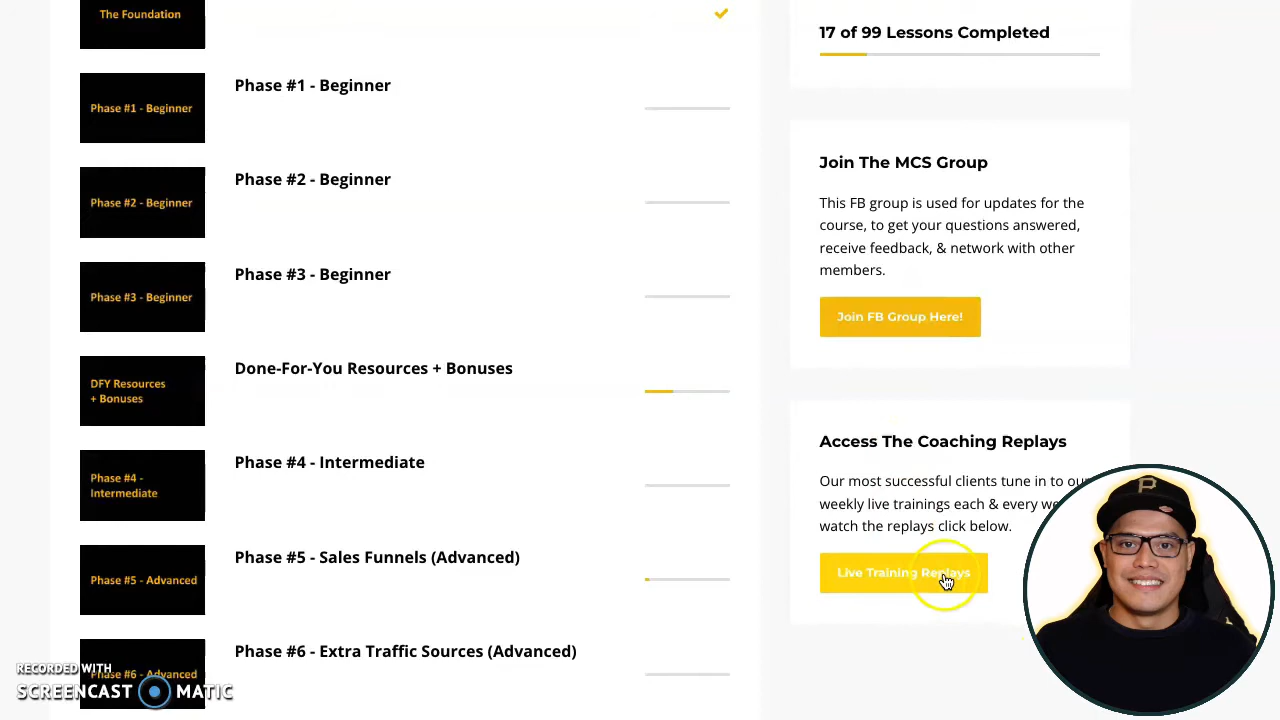 The Foundation
Phase #1 - Beginner
Phase #1 - Beginner
Phase #2 - Beginner
Phase #2 - Beginner
Phase #3 - Beginner
Phase #3 - Beginner
DFY Resources
+ Bonuses
Done-For-You Resources + Bonuses
Phase #4 -
Intermediate
Phase #4 - Intermediate
Phase #5 - Advanced
Phase #5 - Sales Funnels (Advanced)
Phase #6 - Extra Traffic Sources (Advanced)
#6 - Advanced
17 of 99 Lessons Completed
Join The MCS Group
This FB group is used for updates for the
course, to get your questions answered,
receive feedback, & network with other
members.
Join FB Group Here!
Access The Coaching Replays
Our most successful clients tune in to our
weekly live trainings each & every
watch the replays click below.
Live Training Replays
P
RECORDED WITH
SCREENCAST MATIC